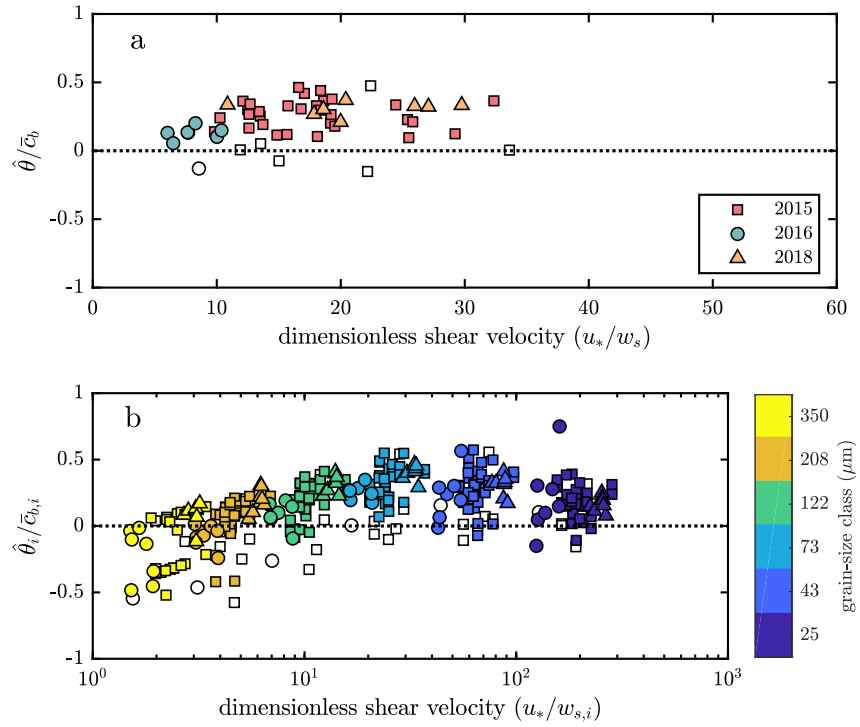 a
1
0.5
0
-0.5
-1
θ̂/c̄_b
2015
2016
2018
0 10 20 30 40 50 60
dimensionless shear velocity (u_*/w_s)
b
1
0.5
0
-0.5
-1
θ̂_i/c̄_{b,i}
10^0 10^1 10^2 10^3
dimensionless shear velocity (u_*/w_{s,i})
350
208
122
73
43
25
grain-size class (μm)